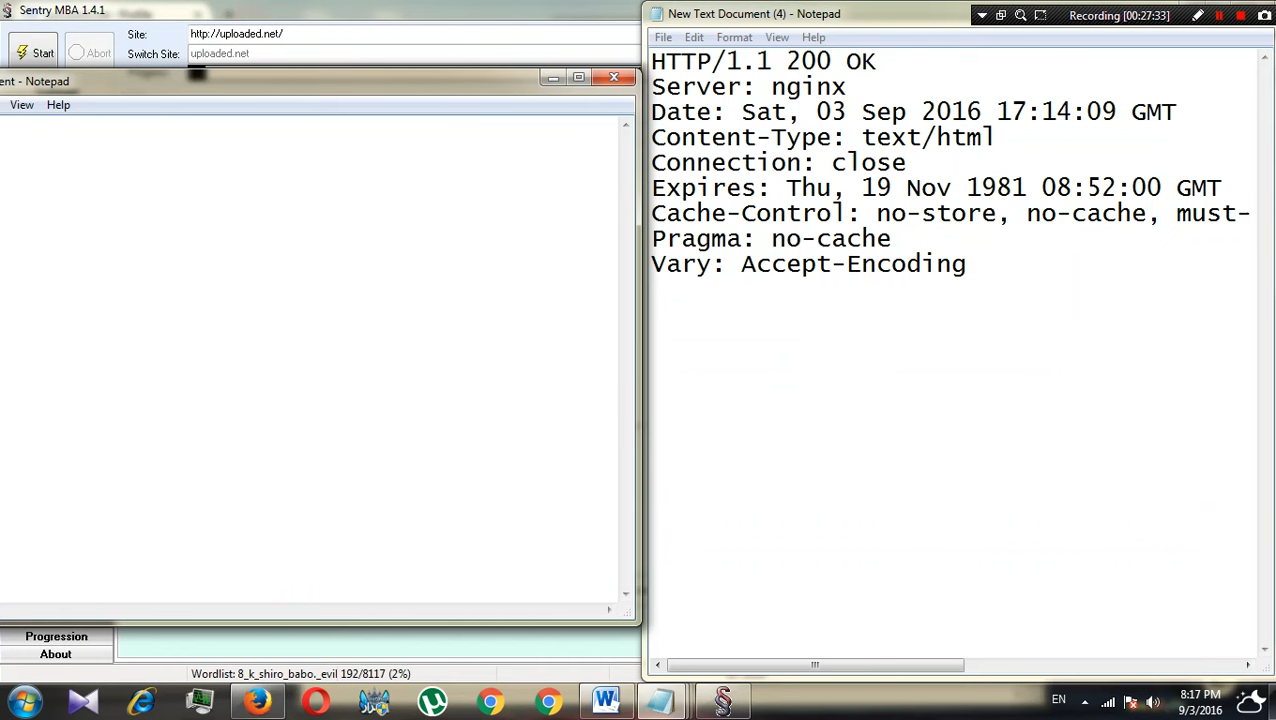 Sentry MBA 1.4.1
Start
Abort
Site:
http://uploaded.net/
Switch Site:
uploaded.net
ent - Notepad
View Help
New Text Document (4) - Notepad
Recording [00:27:33]
File Edit Format View Help
HTTP/1.1 200 OK
Server: nginx
Date: Sat, 03 Sep 2016 17:14:09 GMT
Content-Type: text/html
Connection: close
Expires: Thu, 19 Nov 1981 08:52:00 GMT
Cache-Control: no-store, no-cache, must-
Pragma: no-cache
Vary: Accept-Encoding
Progression
About
Wordlist: 8_k_shiro_babo._evil 192/8117 (2%)
EN
8:17 PM
9/3/2016